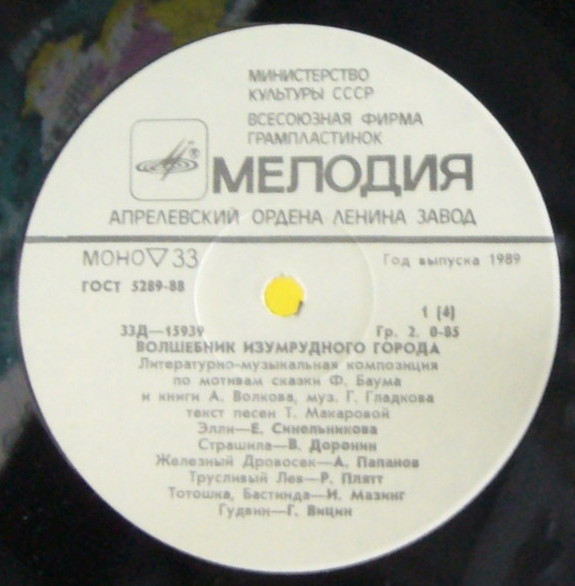 МИНИСТЕРСТВО
КУЛЬТУРЫ СССР
ВСЕСОЮЗНАЯ ФИРМА
ГРАМПЛАСТИНОК
МЕЛОДИЯ
АПРЕЛЕВСКИЙ ОРДЕНА ЛЕНИНА ЗАВОД
МОНО 33 Год выпуска 1989
ГОСТ 5289-88
1 (4)
33Д—15939 Гр. 2. 0-85
ВОЛШЕБНИК ИЗУМРУДНОГО ГОРОДА
Литературно-музыкальная композиция
по мотивам сказки Ф. Баума
и книги А. Волкова, муз. Г. Гладкова
текст песен Т. Макаровой
Элли—Е. Синельникова
Страшила—В. Доронин
Железный Дровосек—А. Папанов
Трусливый Лев—Р. Плятт
Тотошка, Бастинда—И. Мазинг
Гудвин—Г. Вицин